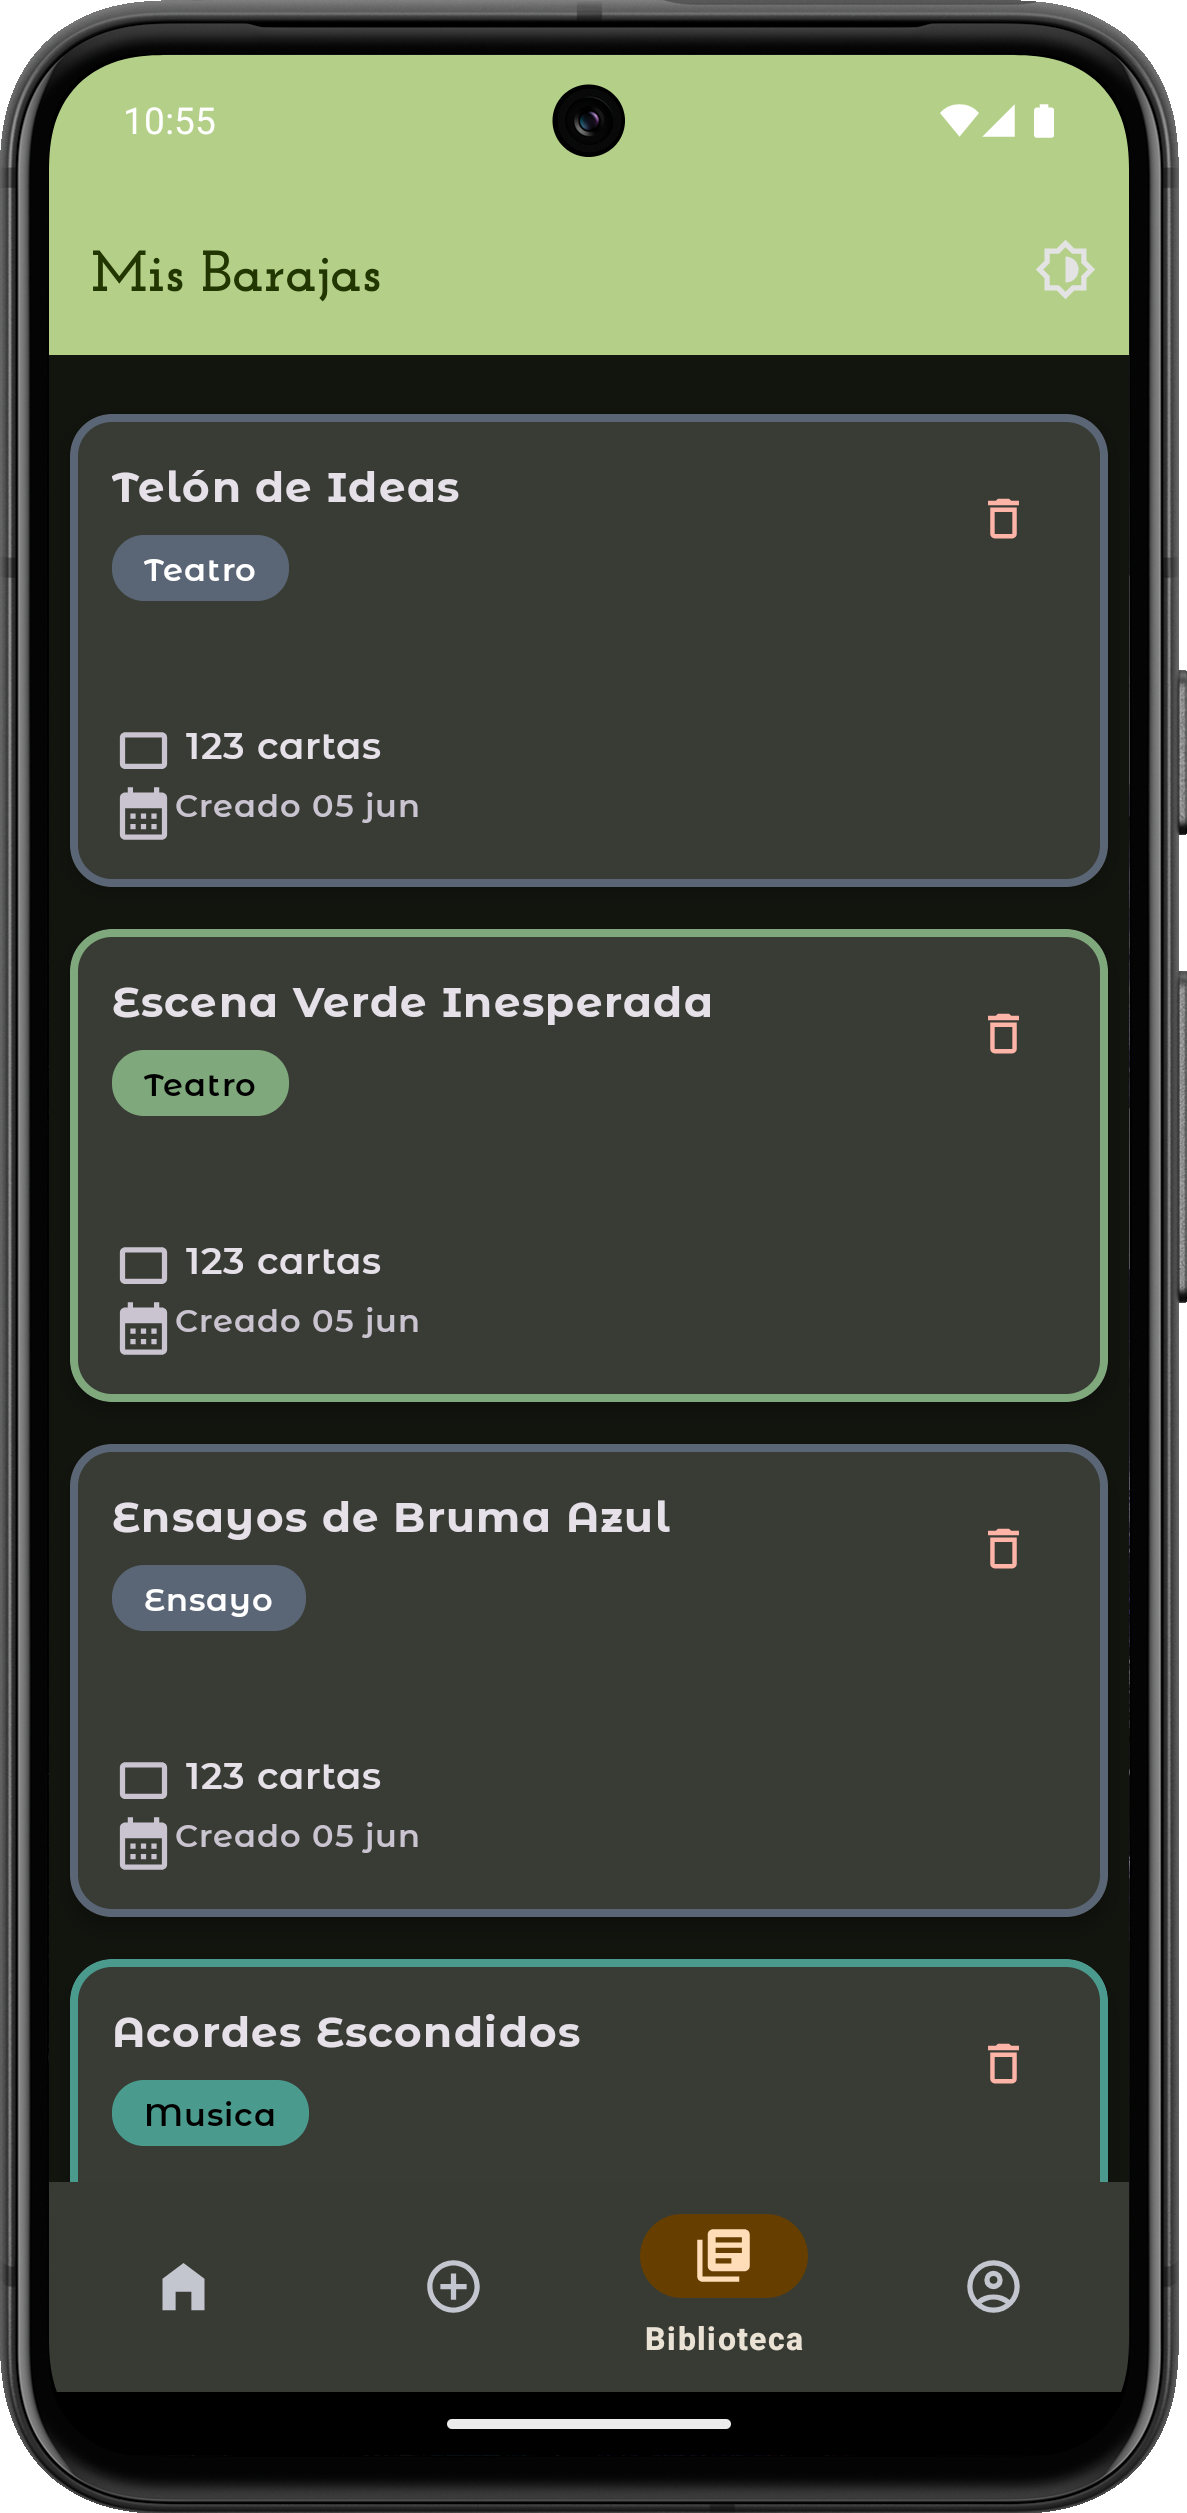 10:55
Mis Barajas
Telón de Ideas
Teatro
123 cartas
Creado 05 jun
Escena Verde Inesperada
Teatro
123 cartas
Creado 05 jun
Ensayos de Bruma Azul
Ensayo
123 cartas
Creado 05 jun
Acordes Escondidos
Musica
Biblioteca